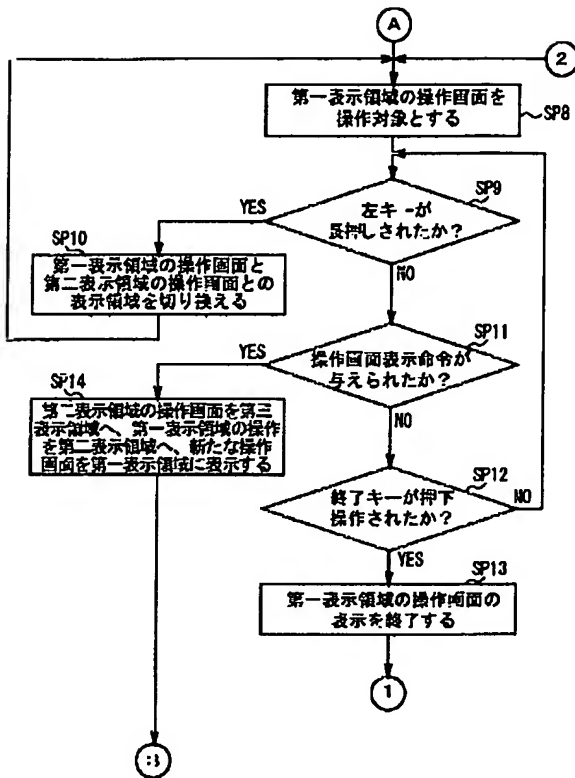 A
2
第一表示領域の操作画面を
操作対象とする
SP8
SP9
左キーが
長押しされたか？
YES
NO
SP10
第一表示領域の操作画面と
第二表示領域の操作画面との
表示領域を切り換える
SP11
操作画面表示命令が
与えられたか？
YES
NO
SP14
第二表示領域の操作画面を第三
表示領域へ、第一表示領域の操作
を第二表示領域へ、新たな操作
画面を第一表示領域に表示する
SP12
終了キーが押下
操作されたか？
NO
YES
SP13
第一表示領域の操作画面の
表示を終了する
1
B